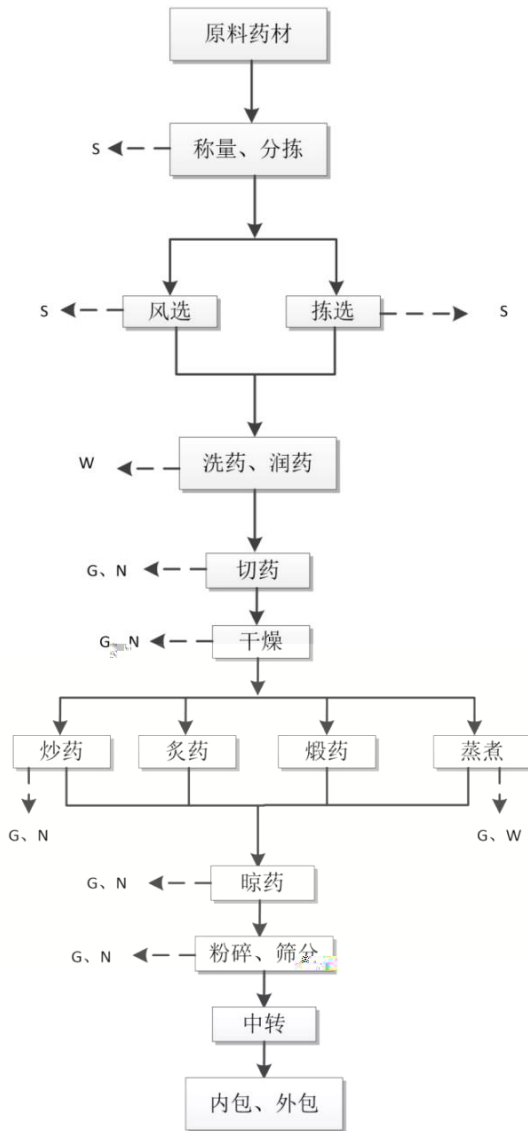 原料药材
S
称量、分拣
S
风选
拣选
S
W
洗药、润药
G、N
切药
G、N
干燥
炒药
炙药
煅药
蒸煮
G、N
G、W
G、N
晾药
G、N
粉碎、筛分
中转
内包、外包